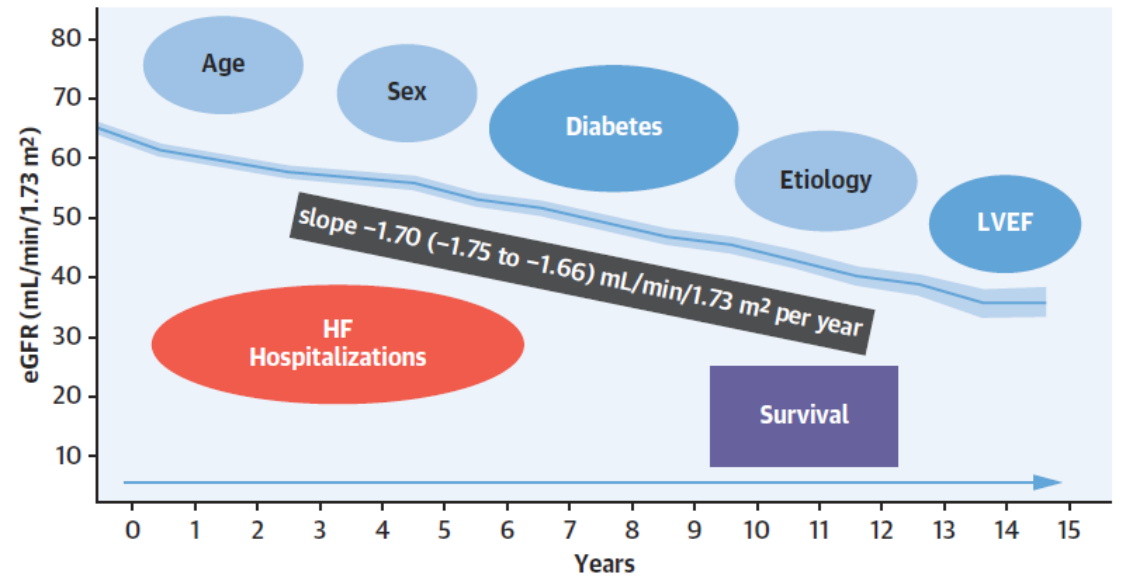 eGFR (mL/min/1.73 m²)
80
70
60
50
40
30
20
10
Age
Sex
Diabetes
Etiology
LVEF
slope −1.70 (−1.75 to −1.66) mL/min/1.73 m² per year
HF
Hospitalizations
Survival
0 1 2 3 4 5 6 7 8 9 10 11 12 13 14 15
Years